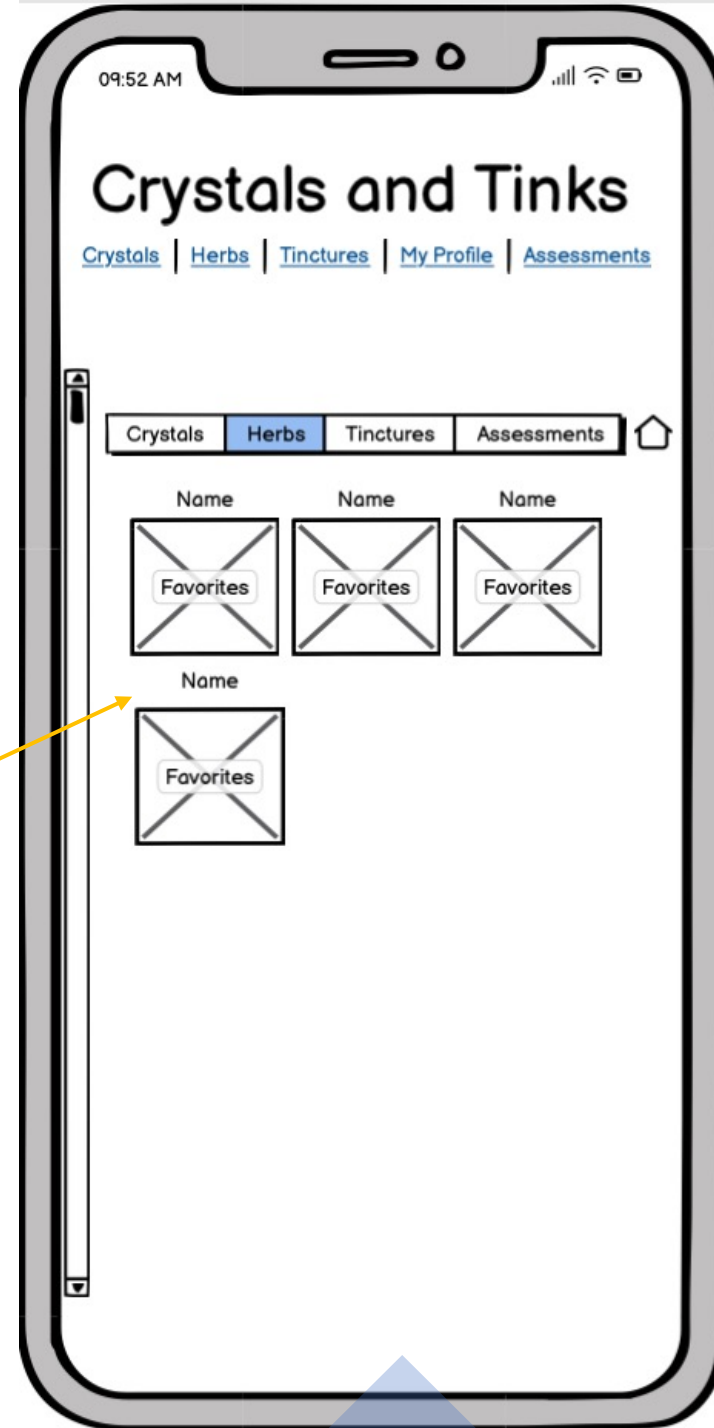 09:52 AM
Crystals and Tinks
Crystals | Herbs | Tinctures | My Profile | Assessments
Crystals Herbs Tinctures Assessments
Name Name Name
Favorites Favorites Favorites
Name
Favorites